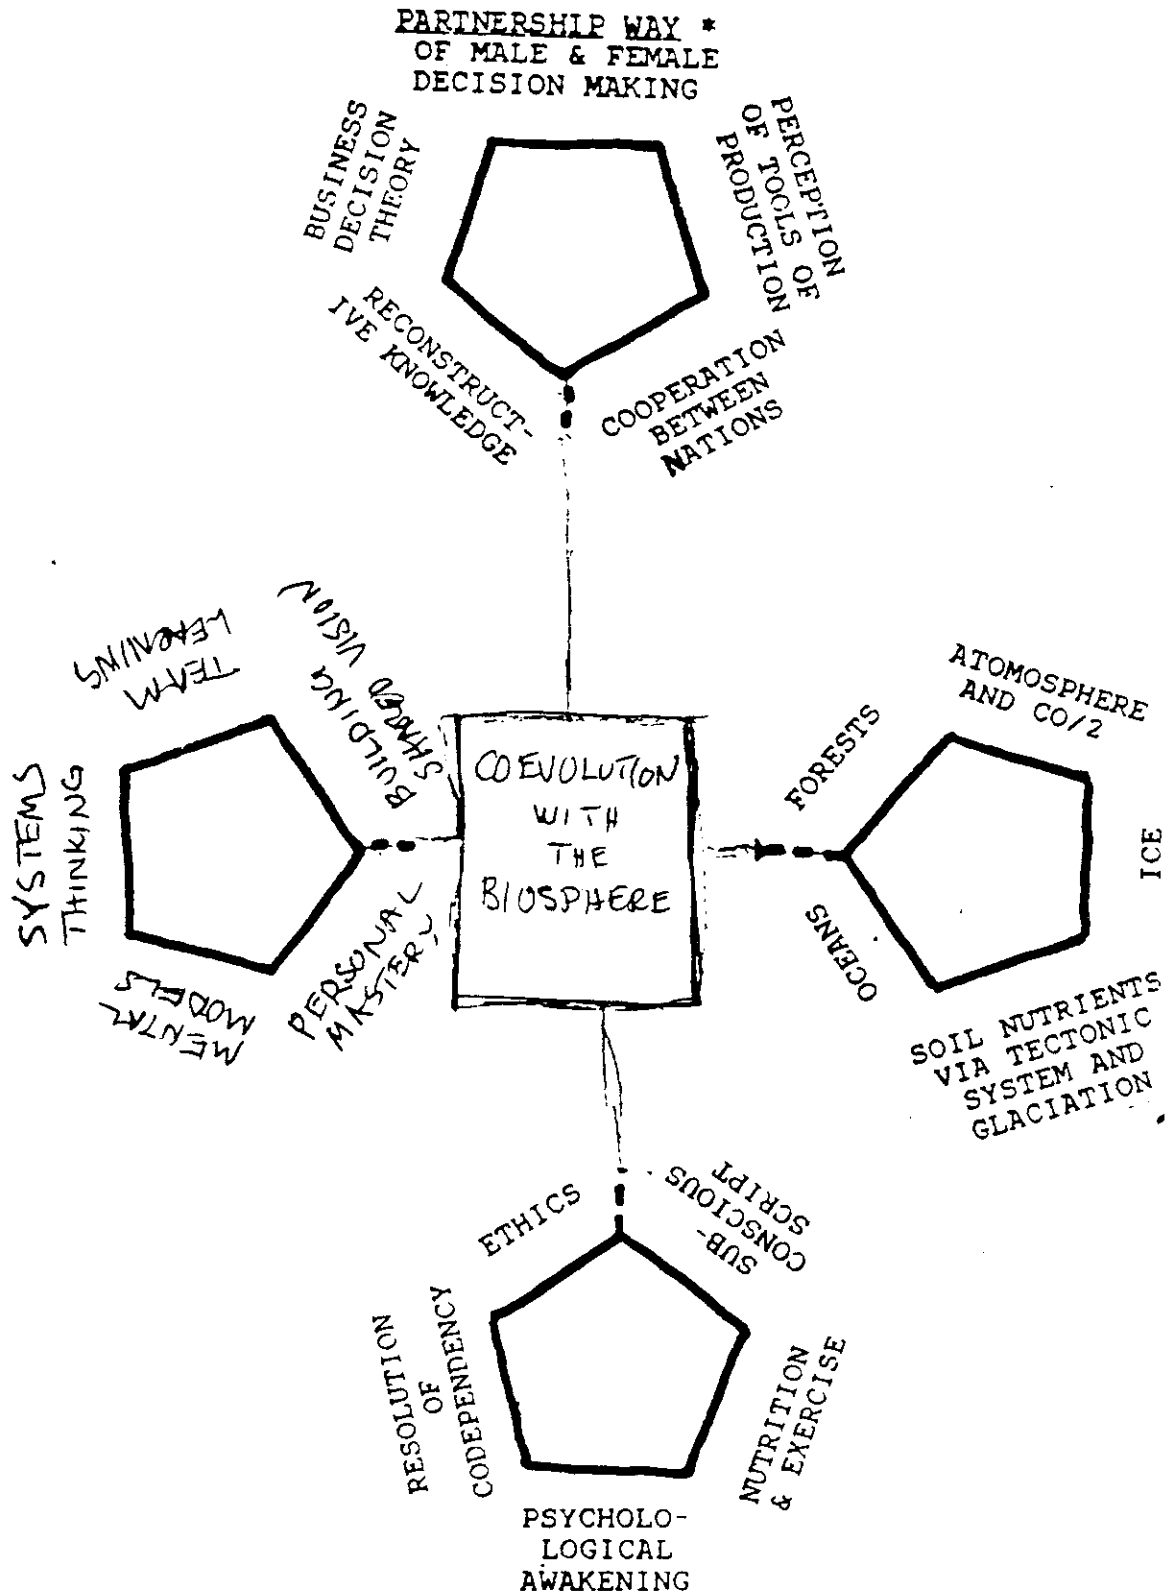 PARTNERSHIP WAY *
OF MALE & FEMALE
DECISION MAKING
BUSINESS
DECISION
THEORY
PERCEPTION
OF TOOLS OF
PRODUCTION
RECONSTRUCT-
IVE KNOWLEDGE
COOPERATION
BETWEEN
NATIONS
TEAM
LEARNING
BUILDING
SHARED VISION
SYSTEMS
THINKING
MENTAL
MODELS
PERSONAL
MASTERY
COEVOLUTION
WITH
THE
BIOSPHERE
FORESTS
ATOMOSPHERE
AND CO/2
ICE
OCEANS
SOIL NUTRIENTS
VIA TECTONIC
SYSTEM AND
GLACIATION
ETHICS
SUB-
CONSCIOUS
SCRIPT
RESOLUTION
OF
CODEPENDENCY
NUTRITION
& EXERCISE
PSYCHOLO-
LOGICAL
AWAKENING